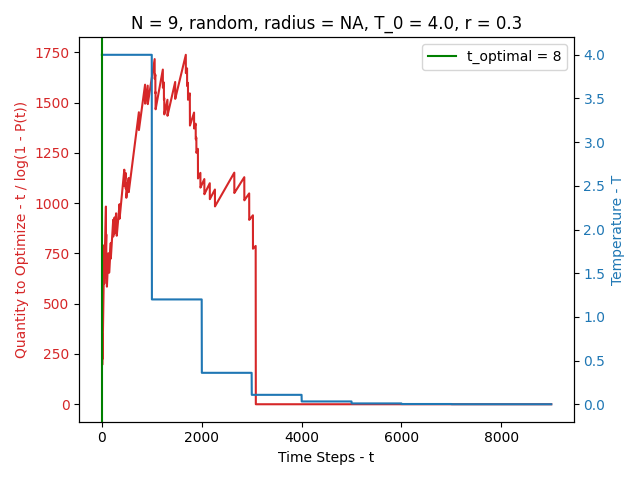 N = 9, random, radius = NA, T_0 = 4.0, r = 0.3
t_optimal = 8
Quantity to Optimize - t / log(1 - P(t))
1750
1500
1250
1000
750
500
250
0
4.0
3.5
3.0
2.5
2.0
1.5
1.0
0.5
0.0
Temperature - T
0 2000 4000 6000 8000
Time Steps - t